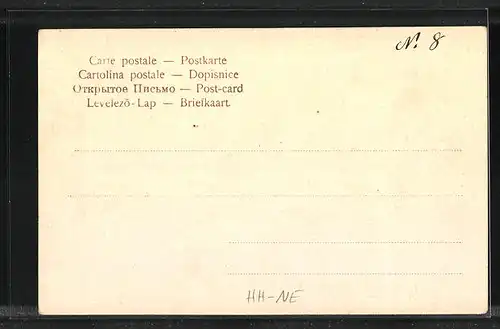 Carte postale — Postkarte
Nº 8
Cartolina postale — Dopisnice
Открытое Письмо — Post-card
Levelező-Lap — Briefkaart
HH-NE